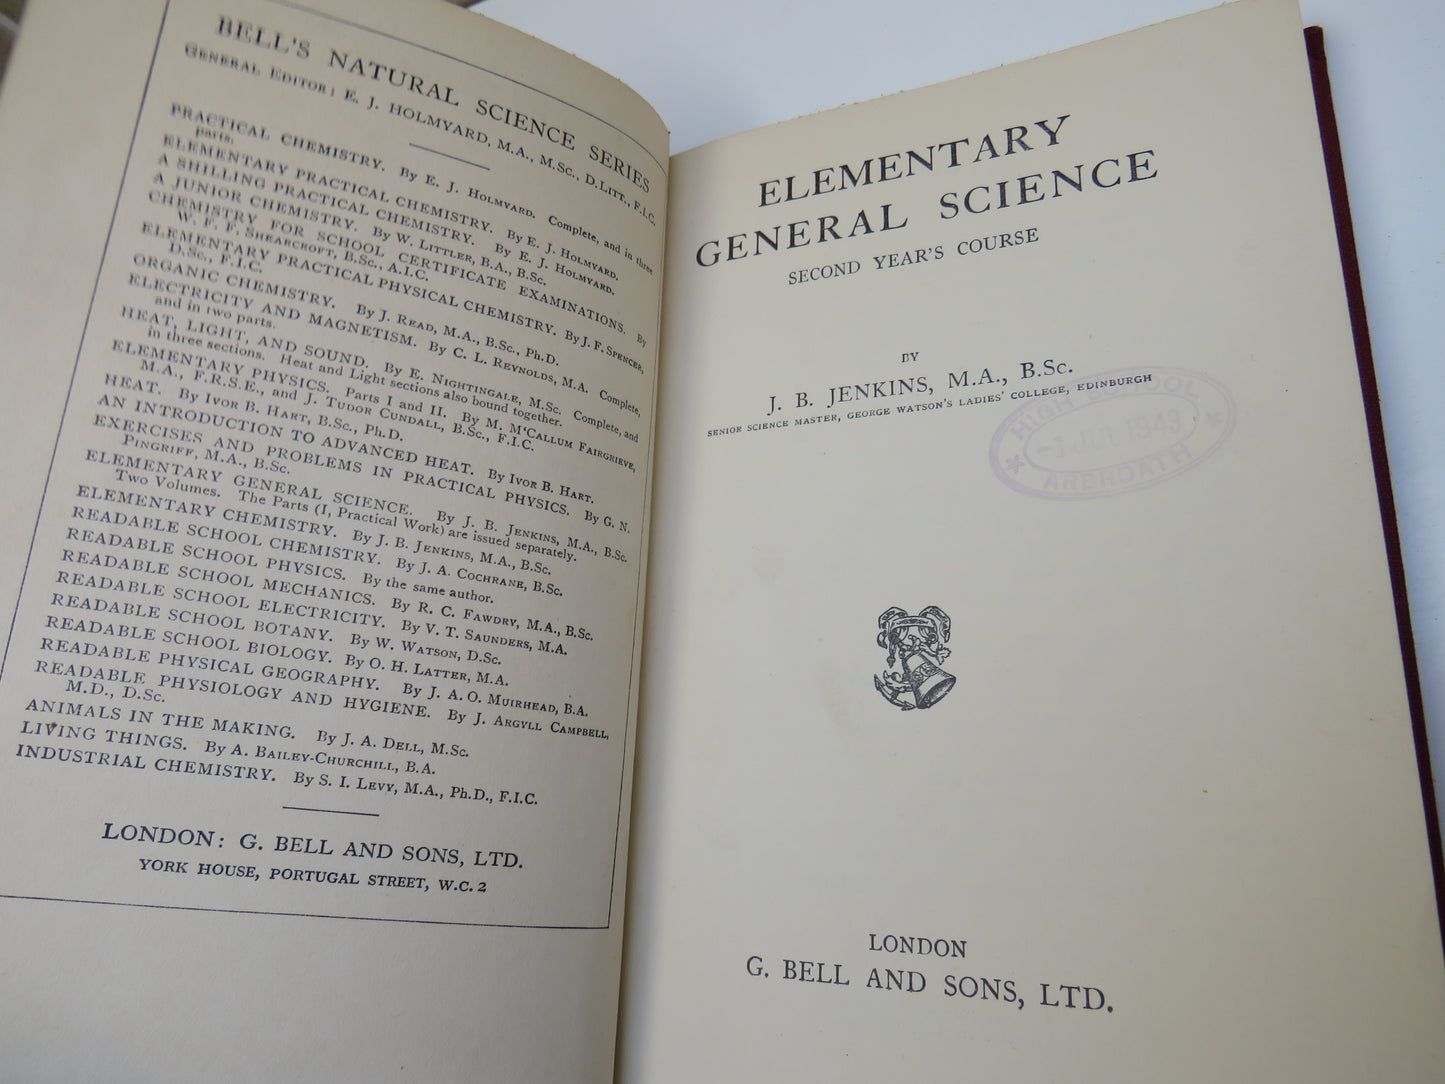 BELL'S NATURAL SCIENCE SERIES
GENERAL EDITOR: E. J. HOLMYARD, M.A., M.SC., D.LITT., F.I.C.
PRACTICAL CHEMISTRY. By E. J. HOLMYARD. Complete, and in three
parts.
ELEMENTARY PRACTICAL CHEMISTRY. By E. J. HOLMYARD.
A SHILLING PRACTICAL CHEMISTRY. By E. J. HOLMYARD.
A JUNIOR CHEMISTRY. By W. LITTLER, B.A., B.Sc.
CHEMISTRY FOR SCHOOL CERTIFICATE EXAMINATIONS. By
W. F. F. SHEARCROFT, B.Sc., A.I.C.
ELEMENTARY PRACTICAL PHYSICAL CHEMISTRY. By J. F. SPENCER,
D.Sc., F.I.C.
ORGANIC CHEMISTRY. By J. READ, M.A., B.Sc., Ph.D.
ELECTRICITY AND MAGNETISM. By C. L. REYNOLDS, M.A. Complete,
and in two parts.
HEAT, LIGHT, AND SOUND. By E. NIGHTINGALE, M.Sc. Complete, and
in three sections. Heat and Light sections also bound together.
ELEMENTARY PHYSICS. Parts I and II. By M. M'CALLUM FAIRGRIEVE,
M.A., F.R.S.E., and J. TUDOR CUNDALL, B.Sc., F.I.C.
HEAT. By IVOR B. HART, B.Sc., Ph.D.
AN INTRODUCTION TO ADVANCED HEAT. By IVOR B. HART.
EXERCISES AND PROBLEMS IN PRACTICAL PHYSICS. By G. N.
PINGRIFF, M.A., B.Sc.
ELEMENTARY GENERAL SCIENCE. By J. B. JENKINS, M.A., B.Sc.
Two Volumes. The Parts (I, Practical Work) are issued separately.
ELEMENTARY CHEMISTRY. By J. B. JENKINS, M.A., B.Sc.
READABLE SCHOOL CHEMISTRY. By J. A. COCHRANE, B.Sc.
READABLE SCHOOL PHYSICS. By the same author.
READABLE SCHOOL MECHANICS. By R. C. FAWDRY, M.A., B.Sc.
READABLE SCHOOL ELECTRICITY. By V. T. SAUNDERS, M.A.
READABLE SCHOOL BOTANY. By W. WATSON, D.Sc.
READABLE SCHOOL BIOLOGY. By O. H. LATTER, M.A.
READABLE PHYSICAL GEOGRAPHY. By J. A. O. MUIRHEAD, B.A.
READABLE PHYSIOLOGY AND HYGIENE. By J. ARGYLL CAMPBELL,
M.D., D.Sc.
ANIMALS IN THE MAKING. By J. A. DELL, M.Sc.
LIVING THINGS. By A. BAILEY-CHURCHILL, B.A.
INDUSTRIAL CHEMISTRY. By S. I. LEVY, M.A., Ph.D., F.I.C.
LONDON: G. BELL AND SONS, LTD.
YORK HOUSE, PORTUGAL STREET, W.C. 2
ELEMENTARY
GENERAL SCIENCE
SECOND YEAR'S COURSE
BY
J. B. JENKINS, M.A., B.Sc.
SENIOR SCIENCE MASTER, GEORGE WATSON'S LADIES' COLLEGE, EDINBURGH
HIGH SCHOOL
-1 JUL 1943
ARBROATH
LONDON
G. BELL AND SONS, LTD.